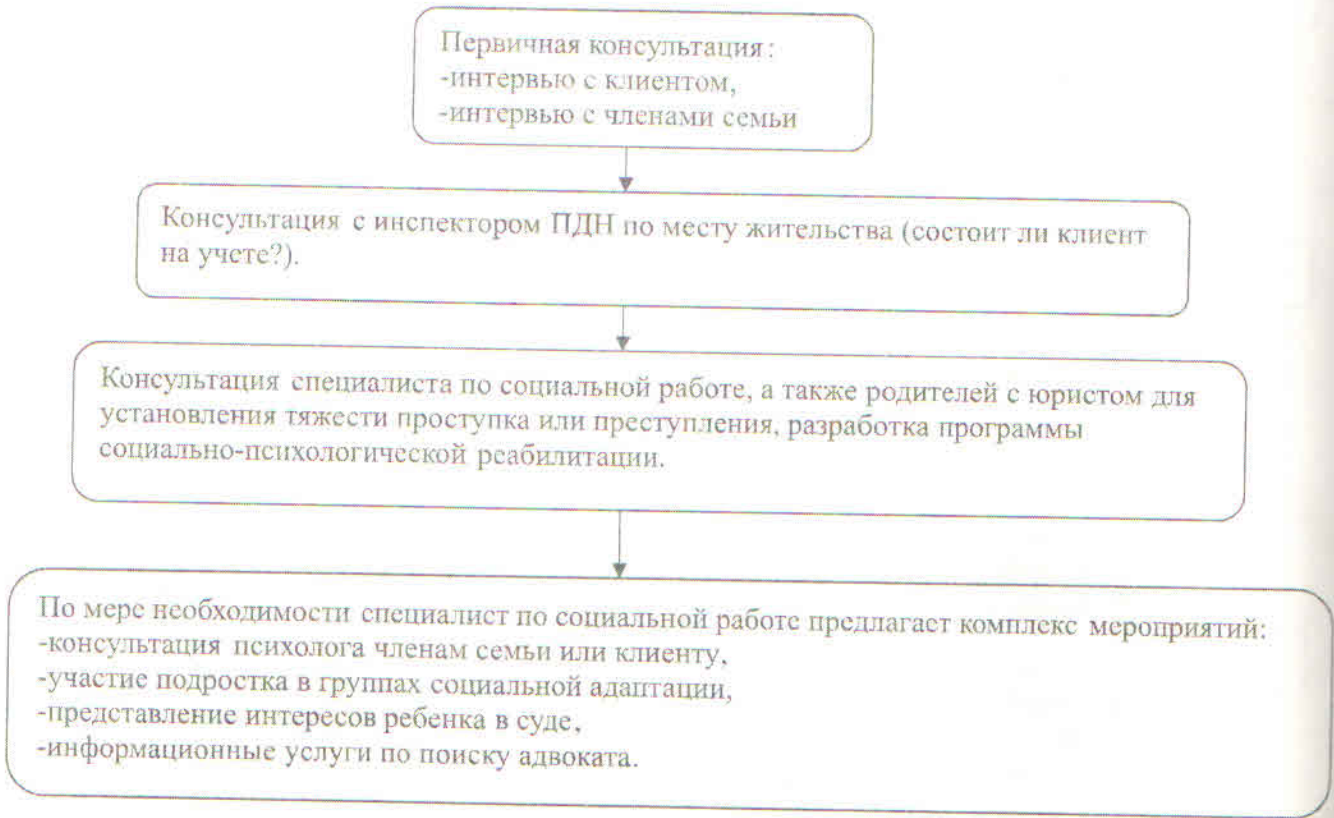 Первичная консультация:
-интервью с клиентом,
-интервью с членами семьи
Консультация с инспектором ПДН по месту жительства (состоит ли клиент
на учете?).
Консультация специалиста по социальной работе, а также родителей с юристом для
установления тяжести проступка или преступления, разработка программы
социально-психологической реабилитации.
По мере необходимости специалист по социальной работе предлагает комплекс мероприятий:
-консультация психолога членам семьи или клиенту,
-участие подростка в группах социальной адаптации,
-представление интересов ребенка в суде,
-информационные услуги по поиску адвоката.